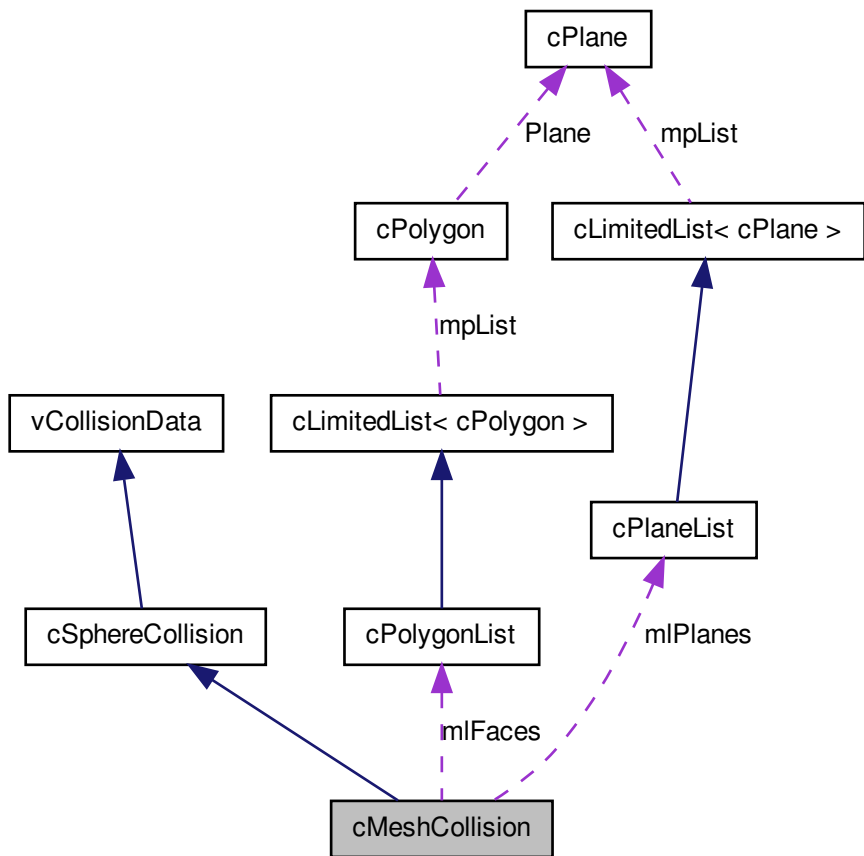 cPlane
Plane
mpList
cPolygon
cLimitedList< cPlane >
mpList
vCollisionData
cLimitedList< cPolygon >
cPlaneList
cSphereCollision
cPolygonList
mlPlanes
mlFaces
cMeshCollision